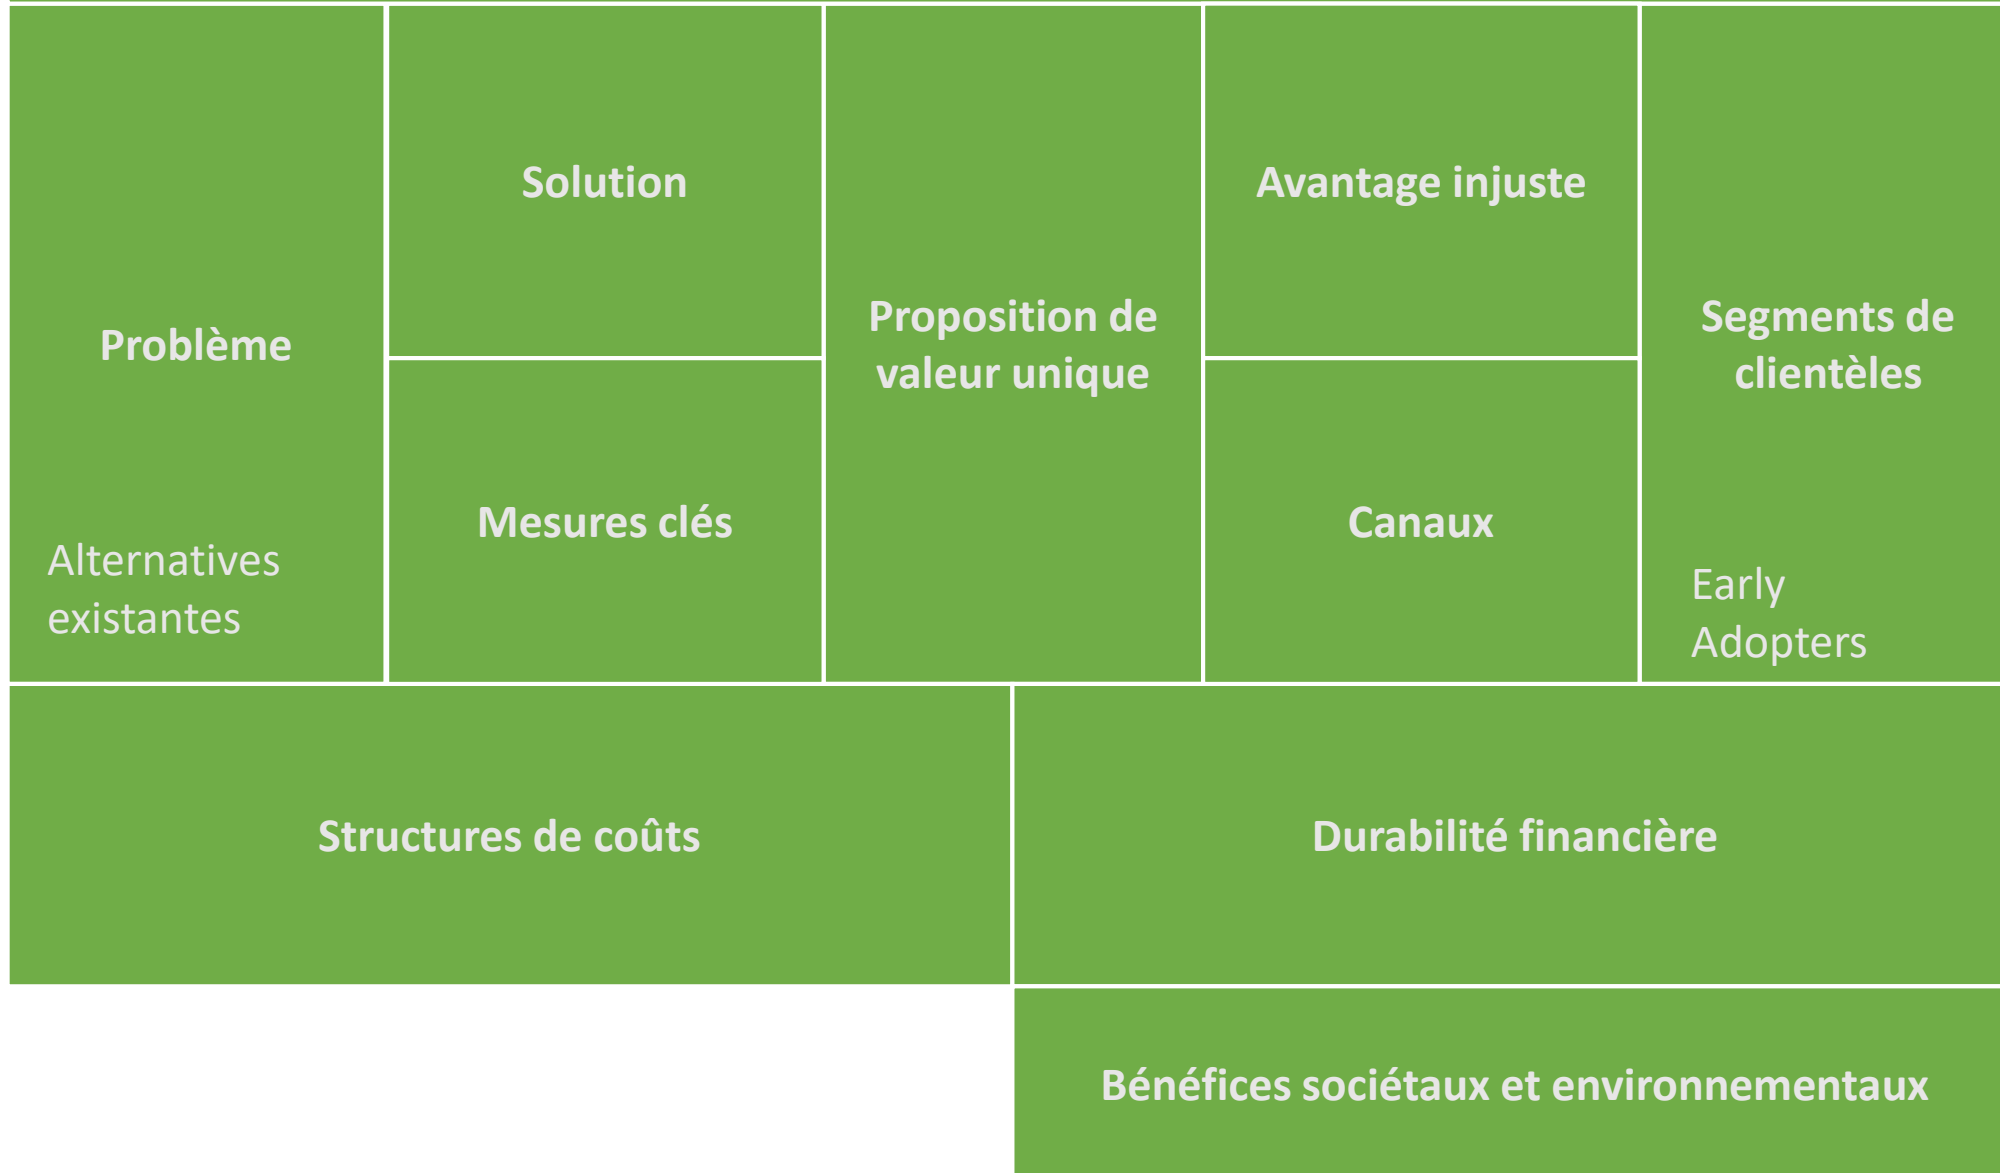 Problème
Alternatives
existantes
Solution
Mesures clés
Proposition de
valeur unique
Avantage injuste
Canaux
Segments de
clientèles
Early
Adopters
Structures de coûts
Durabilité financière
Bénéfices sociétaux et environnementaux